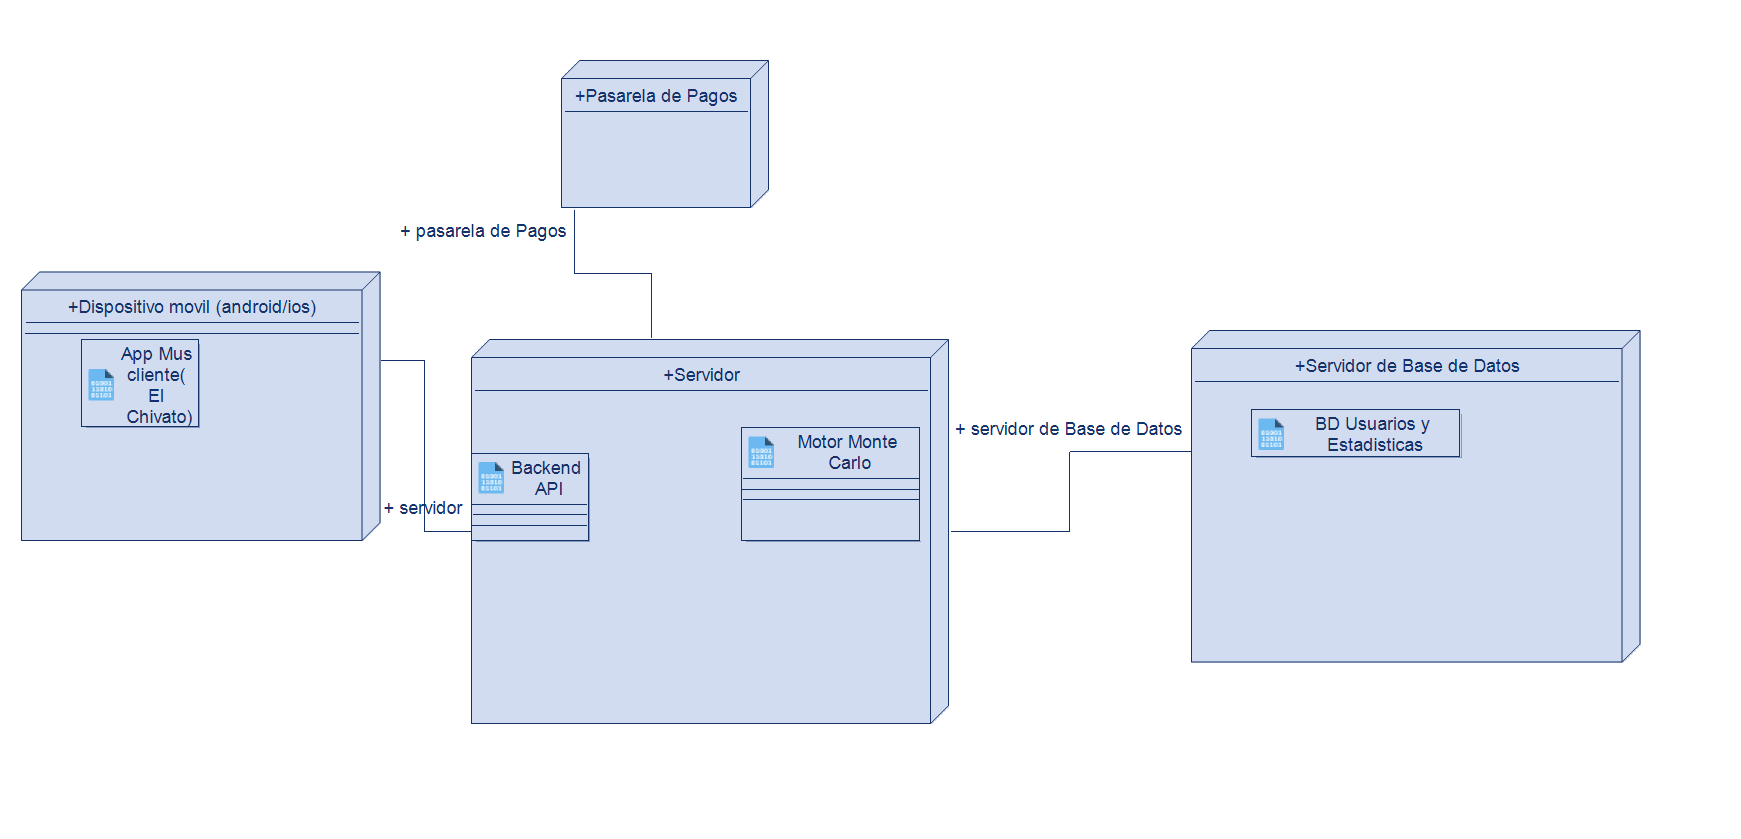 +Pasarela de Pagos
+ pasarela de Pagos
+Dispositivo movil (android/ios)
App Mus
cliente(
El
Chivato)
+ servidor
+Servidor
Backend
API
Motor Monte
Carlo
+ servidor de Base de Datos
+Servidor de Base de Datos
BD Usuarios y
Estadisticas